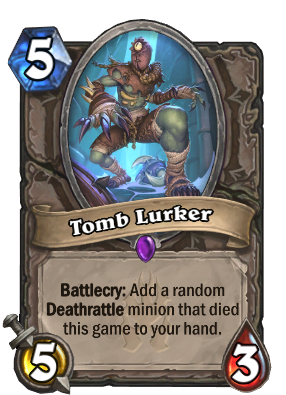 5
Tomb Lurker
Battlecry: Add a random
Deathrattle minion that died
this game to your hand.
5
3